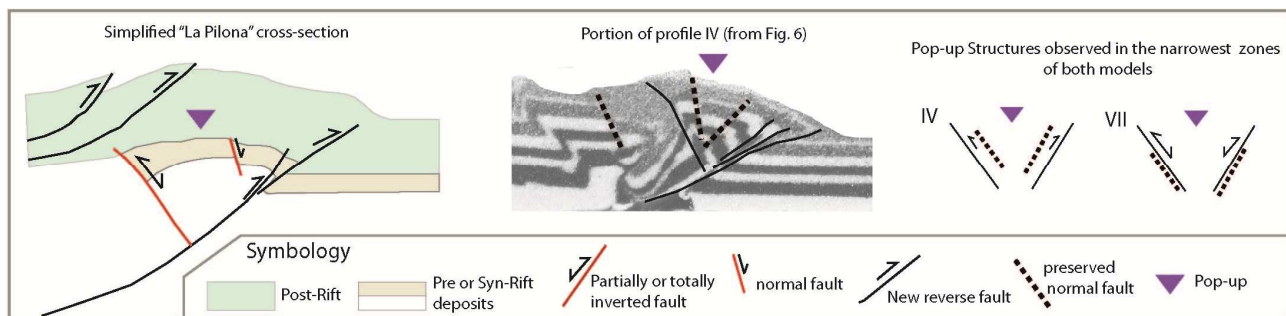 Simplified “La Pilona” cross-section
Portion of profile IV (from Fig. 6)
Pop-up Structures observed in the narrowest zones
of both models
IV
VII
Symbology
Post-Rift
Pre or Syn-Rift
deposits
Partially or totally
inverted fault
normal fault
New reverse fault
preserved
normal fault
Pop-up